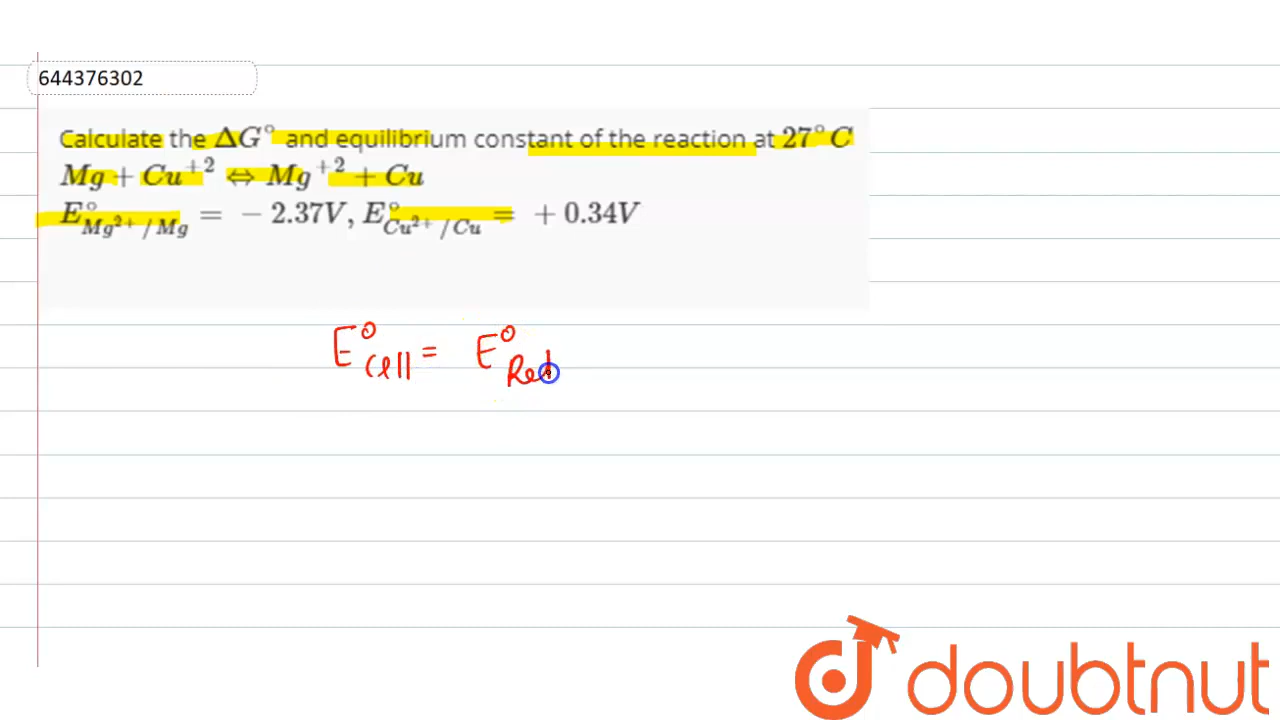 644376302
Calculate the ΔG° and equilibrium constant of the reaction at 27°C
Mg + Cu⁺² ⇔ Mg⁺² + Cu
E°Mg²⁺/Mg = − 2.37V, E°Cu²⁺/Cu = + 0.34V
E°Cell = E°Red
doubtnut